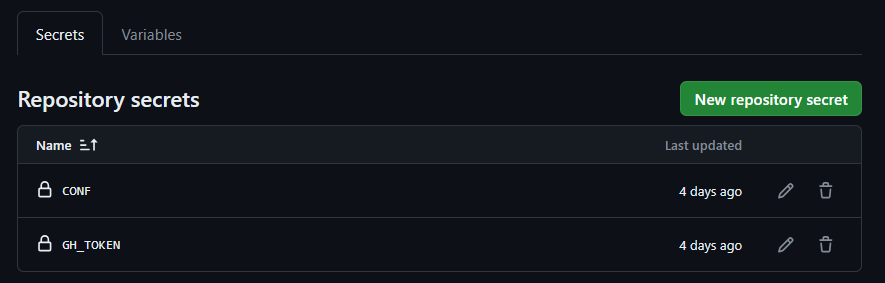 Secrets Variables
Repository secrets New repository secret
Name Last updated
CONF 4 days ago
GH_TOKEN 4 days ago